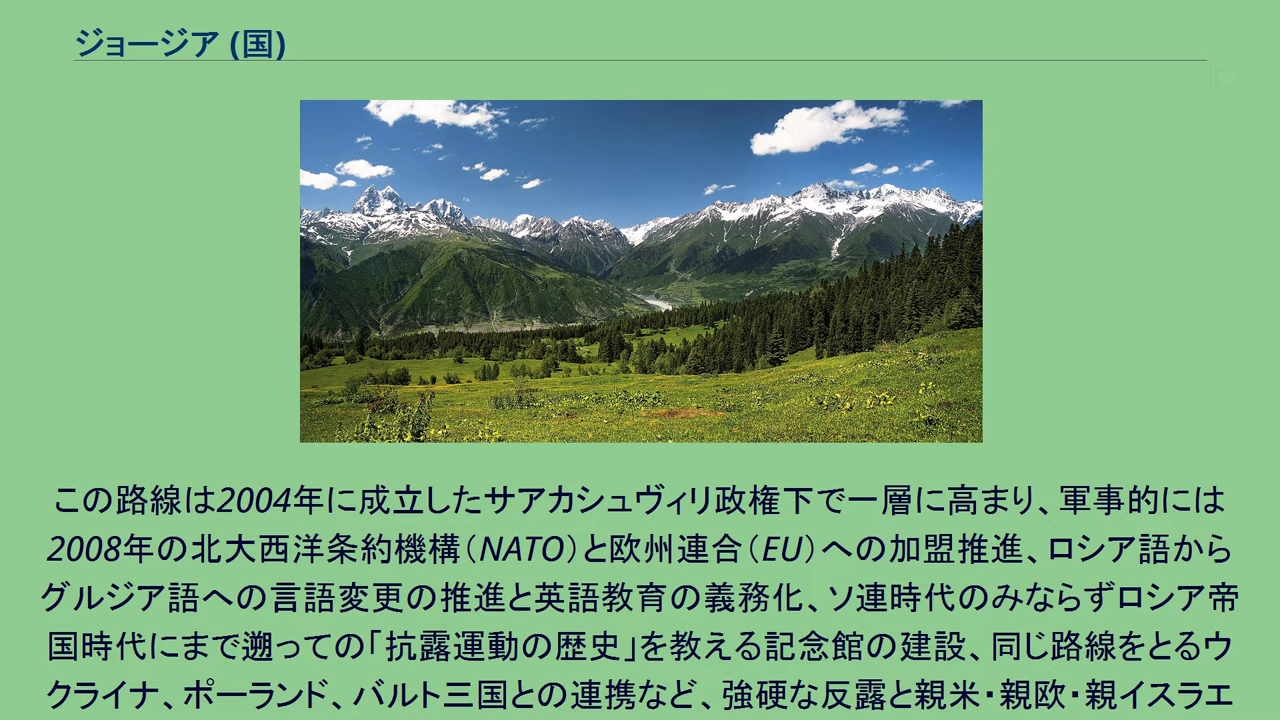 ジョージア (国)
この路線は2004年に成立したサアカシュヴィリ政権下で一層に高まり、軍事的には
2008年の北大西洋条約機構（NATO）と欧州連合（EU）への加盟推進、ロシア語から
グルジア語への言語変更の推進と英語教育の義務化、ソ連時代のみならずロシア帝
国時代にまで遡っての「抗露運動の歴史」を教える記念館の建設、同じ路線をとるウ
クライナ、ポーランド、バルト三国との連携など、強硬な反露と親米・親欧・親イスラエ